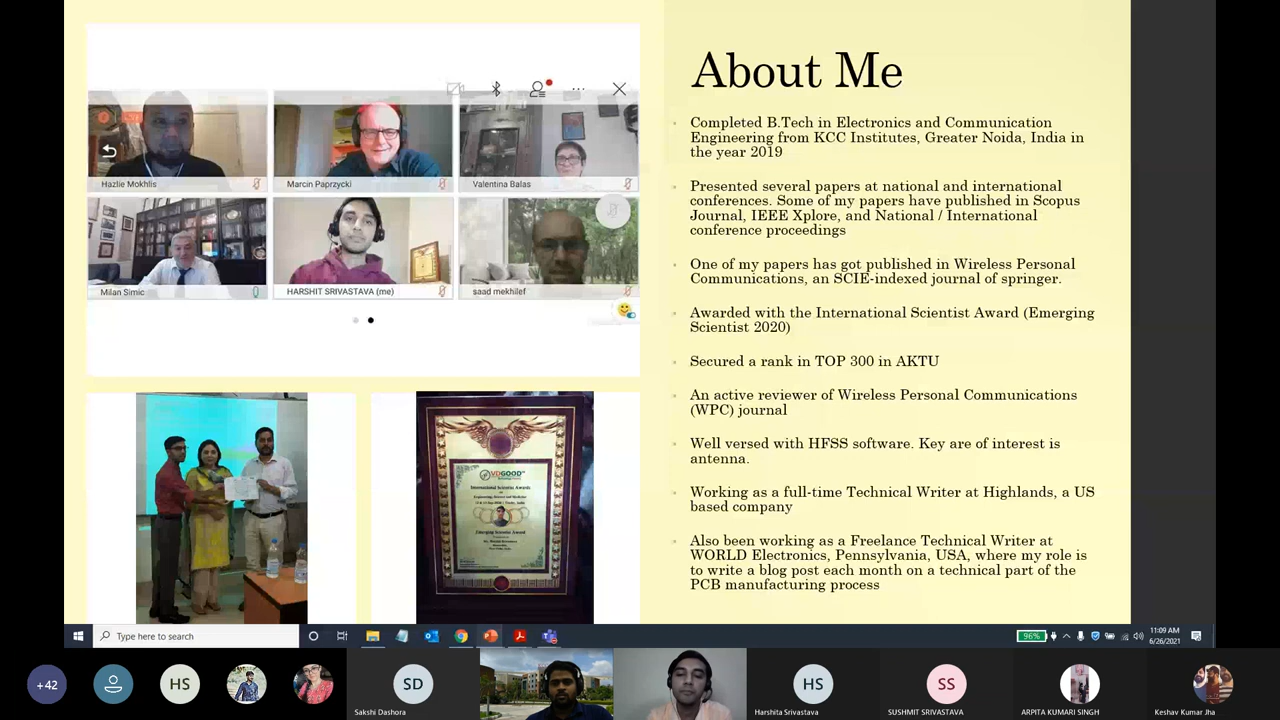 About Me
Completed B.Tech in Electronics and Communication
Engineering from KCC Institutes, Greater Noida, India in
the year 2019
Presented several papers at national and international
conferences. Some of my papers have published in Scopus
Journal, IEEE Xplore, and National / International
conference proceedings
One of my papers has got published in Wireless Personal
Communications, an SCIE-indexed journal of springer.
Awarded with the International Scientist Award (Emerging
Scientist 2020)
Secured a rank in TOP 300 in AKTU
An active reviewer of Wireless Personal Communications
(WPC) journal
Well versed with HFSS software. Key are of interest is
antenna.
Working as a full-time Technical Writer at Highlands, a US
based company
Also been working as a Freelance Technical Writer at
WORLD Electronics, Pennsylvania, USA, where my role is
to write a blog post each month on a technical part of the
PCB manufacturing process
Hazlie Mokhlis
Marcin Paprzycki
Valentina Balas
Milan Simic
HARSHIT SRIVASTAVA (me)
saad mekhilef
VDGOOD
International Scientist Awards
Emerging Scientist Award
Type here to search
96%
11:09 AM
6/26/2021
+42
HS
SD
Sakshi Dashora
HS
Harshita Srivastava
SS
SUSHMIT SRIVASTAVA
ARPITA KUMARI SINGH
Keshav Kumar Jha